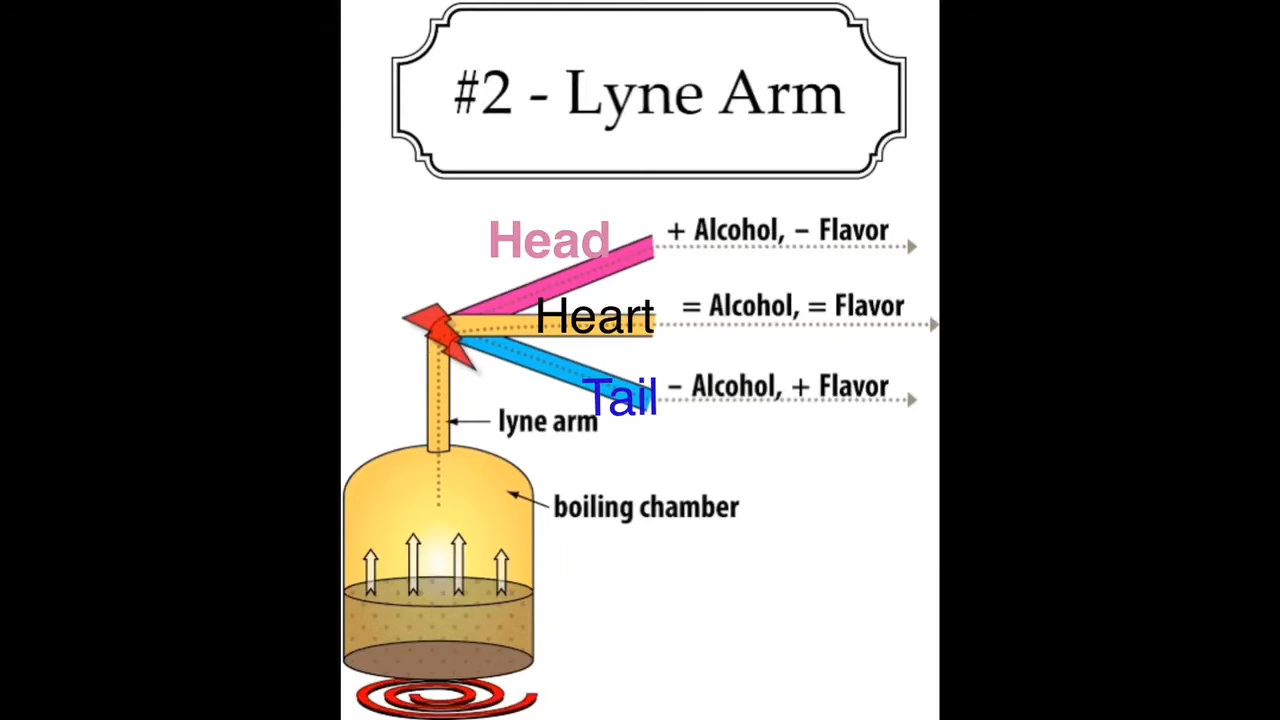 #2 - Lyne Arm
Head
+ Alcohol, – Flavor
Heart
= Alcohol, = Flavor
Tail
– Alcohol, + Flavor
lyne arm
boiling chamber